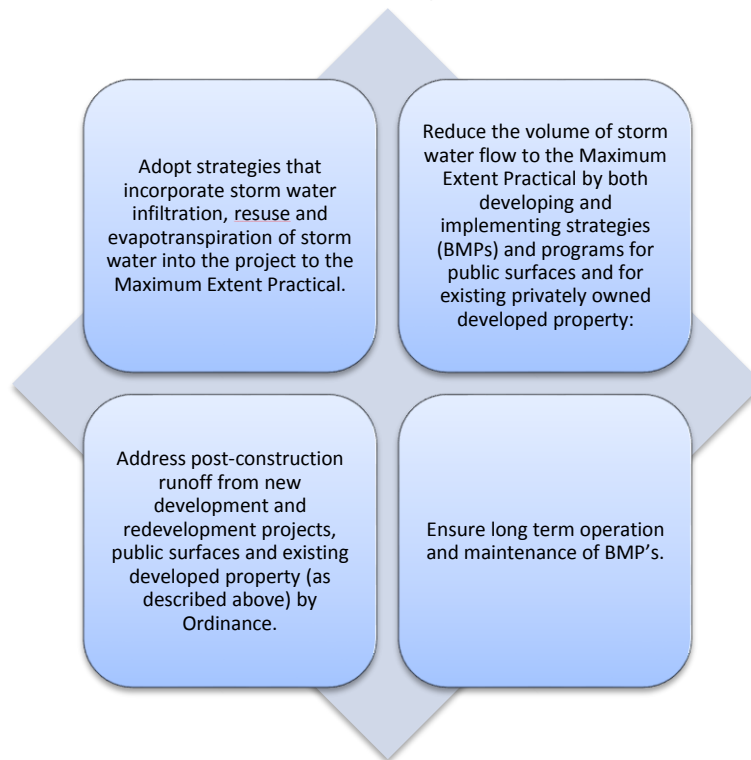 Adopt strategies that
incorporate storm water
infiltration, resuse and
evapotranspiration of storm
water into the project to the
Maximum Extent Practical.
Reduce the volume of storm
water flow to the Maximum
Extent Practical by both
developing and
implementing strategies
(BMPs) and programs for
public surfaces and for
existing privately owned
developed property:
Address post-construction
runoff from new
development and
redevelopment projects,
public surfaces and existing
developed property (as
described above) by
Ordinance.
Ensure long term operation
and maintenance of BMP’s.